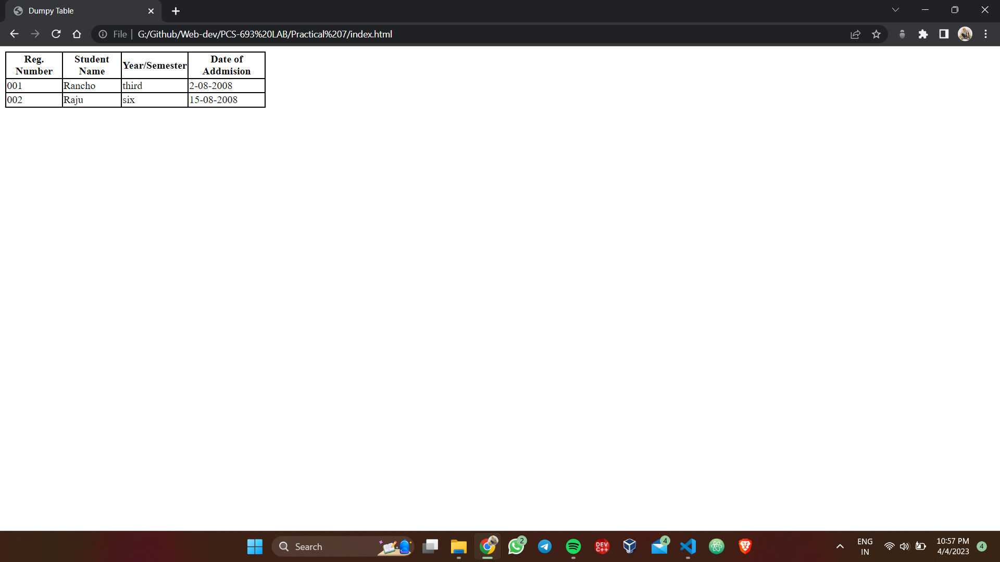 Dumpy Table
File G:/Github/Web-dev/PCS-693%20LAB/Practical%207/index.html
Reg. Number Student Name Year/Semester Date of Addmision
001 Rancho third 2-08-2008
002 Raju six 15-08-2008
Search
DEV C++
2
4
ENG
IN
10:57 PM
4/4/2023
4